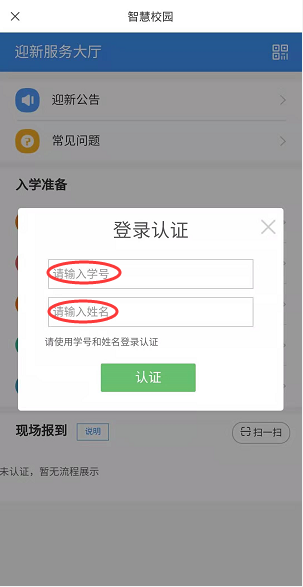 智慧校园
迎新服务大厅
迎新公告
常见问题
入学准备
登录认证
请输入学号
请输入姓名
请使用学号和姓名登录认证
认证
现场报到 说明 扫一扫
未认证，暂无流程展示